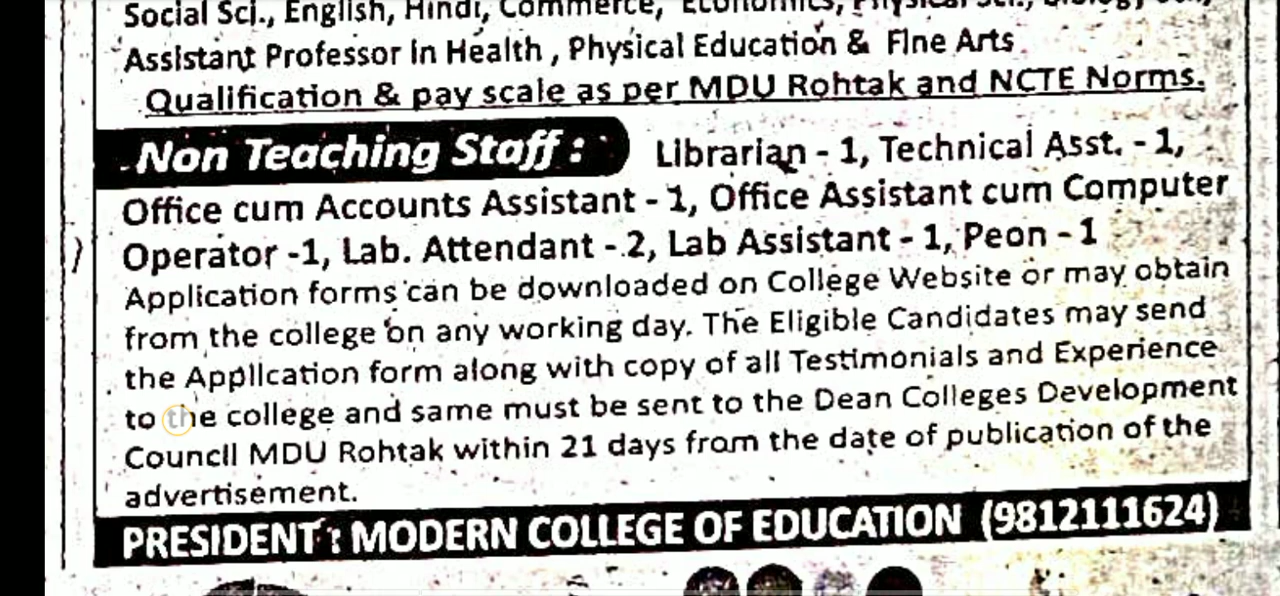 Social Sci., English, Hindi, Commerce, Economics, Physical Sci., Biology
Assistant Professor in Health , Physical Education & Fine Arts
Qualification & pay scale as per MDU Rohtak and NCTE Norms.
Non Teaching Staff : Librarian - 1, Technical Asst. - 1,
Office cum Accounts Assistant - 1, Office Assistant cum Computer
Operator -1, Lab. Attendant - 2, Lab Assistant - 1, Peon - 1
Application forms can be downloaded on College Website or may obtain
from the college on any working day. The Eligible Candidates may send
the Application form along with copy of all Testimonials and Experience
to the college and same must be sent to the Dean Colleges Development
Council MDU Rohtak within 21 days from the date of publication of the
advertisement.
PRESIDENT : MODERN COLLEGE OF EDUCATION (9812111624)